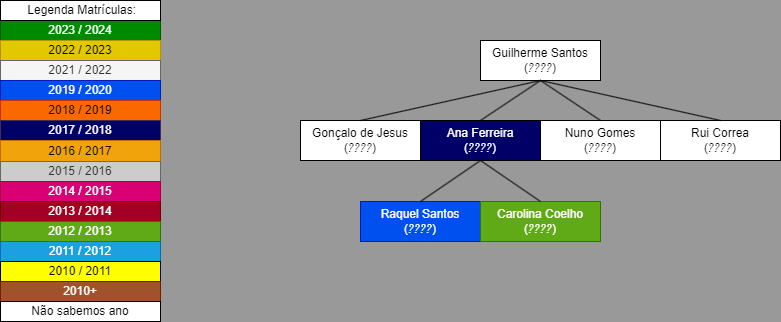 Legenda Matrículas:
2023 / 2024
2022 / 2023
2021 / 2022
2019 / 2020
2018 / 2019
2017 / 2018
2016 / 2017
2015 / 2016
2014 / 2015
2013 / 2014
2012 / 2013
2011 / 2012
2010 / 2011
2010+
Não sabemos ano
Guilherme Santos
(????)
Gonçalo de Jesus
(????)
Ana Ferreira
(????)
Nuno Gomes
(????)
Rui Correa
(????)
Raquel Santos
(????)
Carolina Coelho
(????)